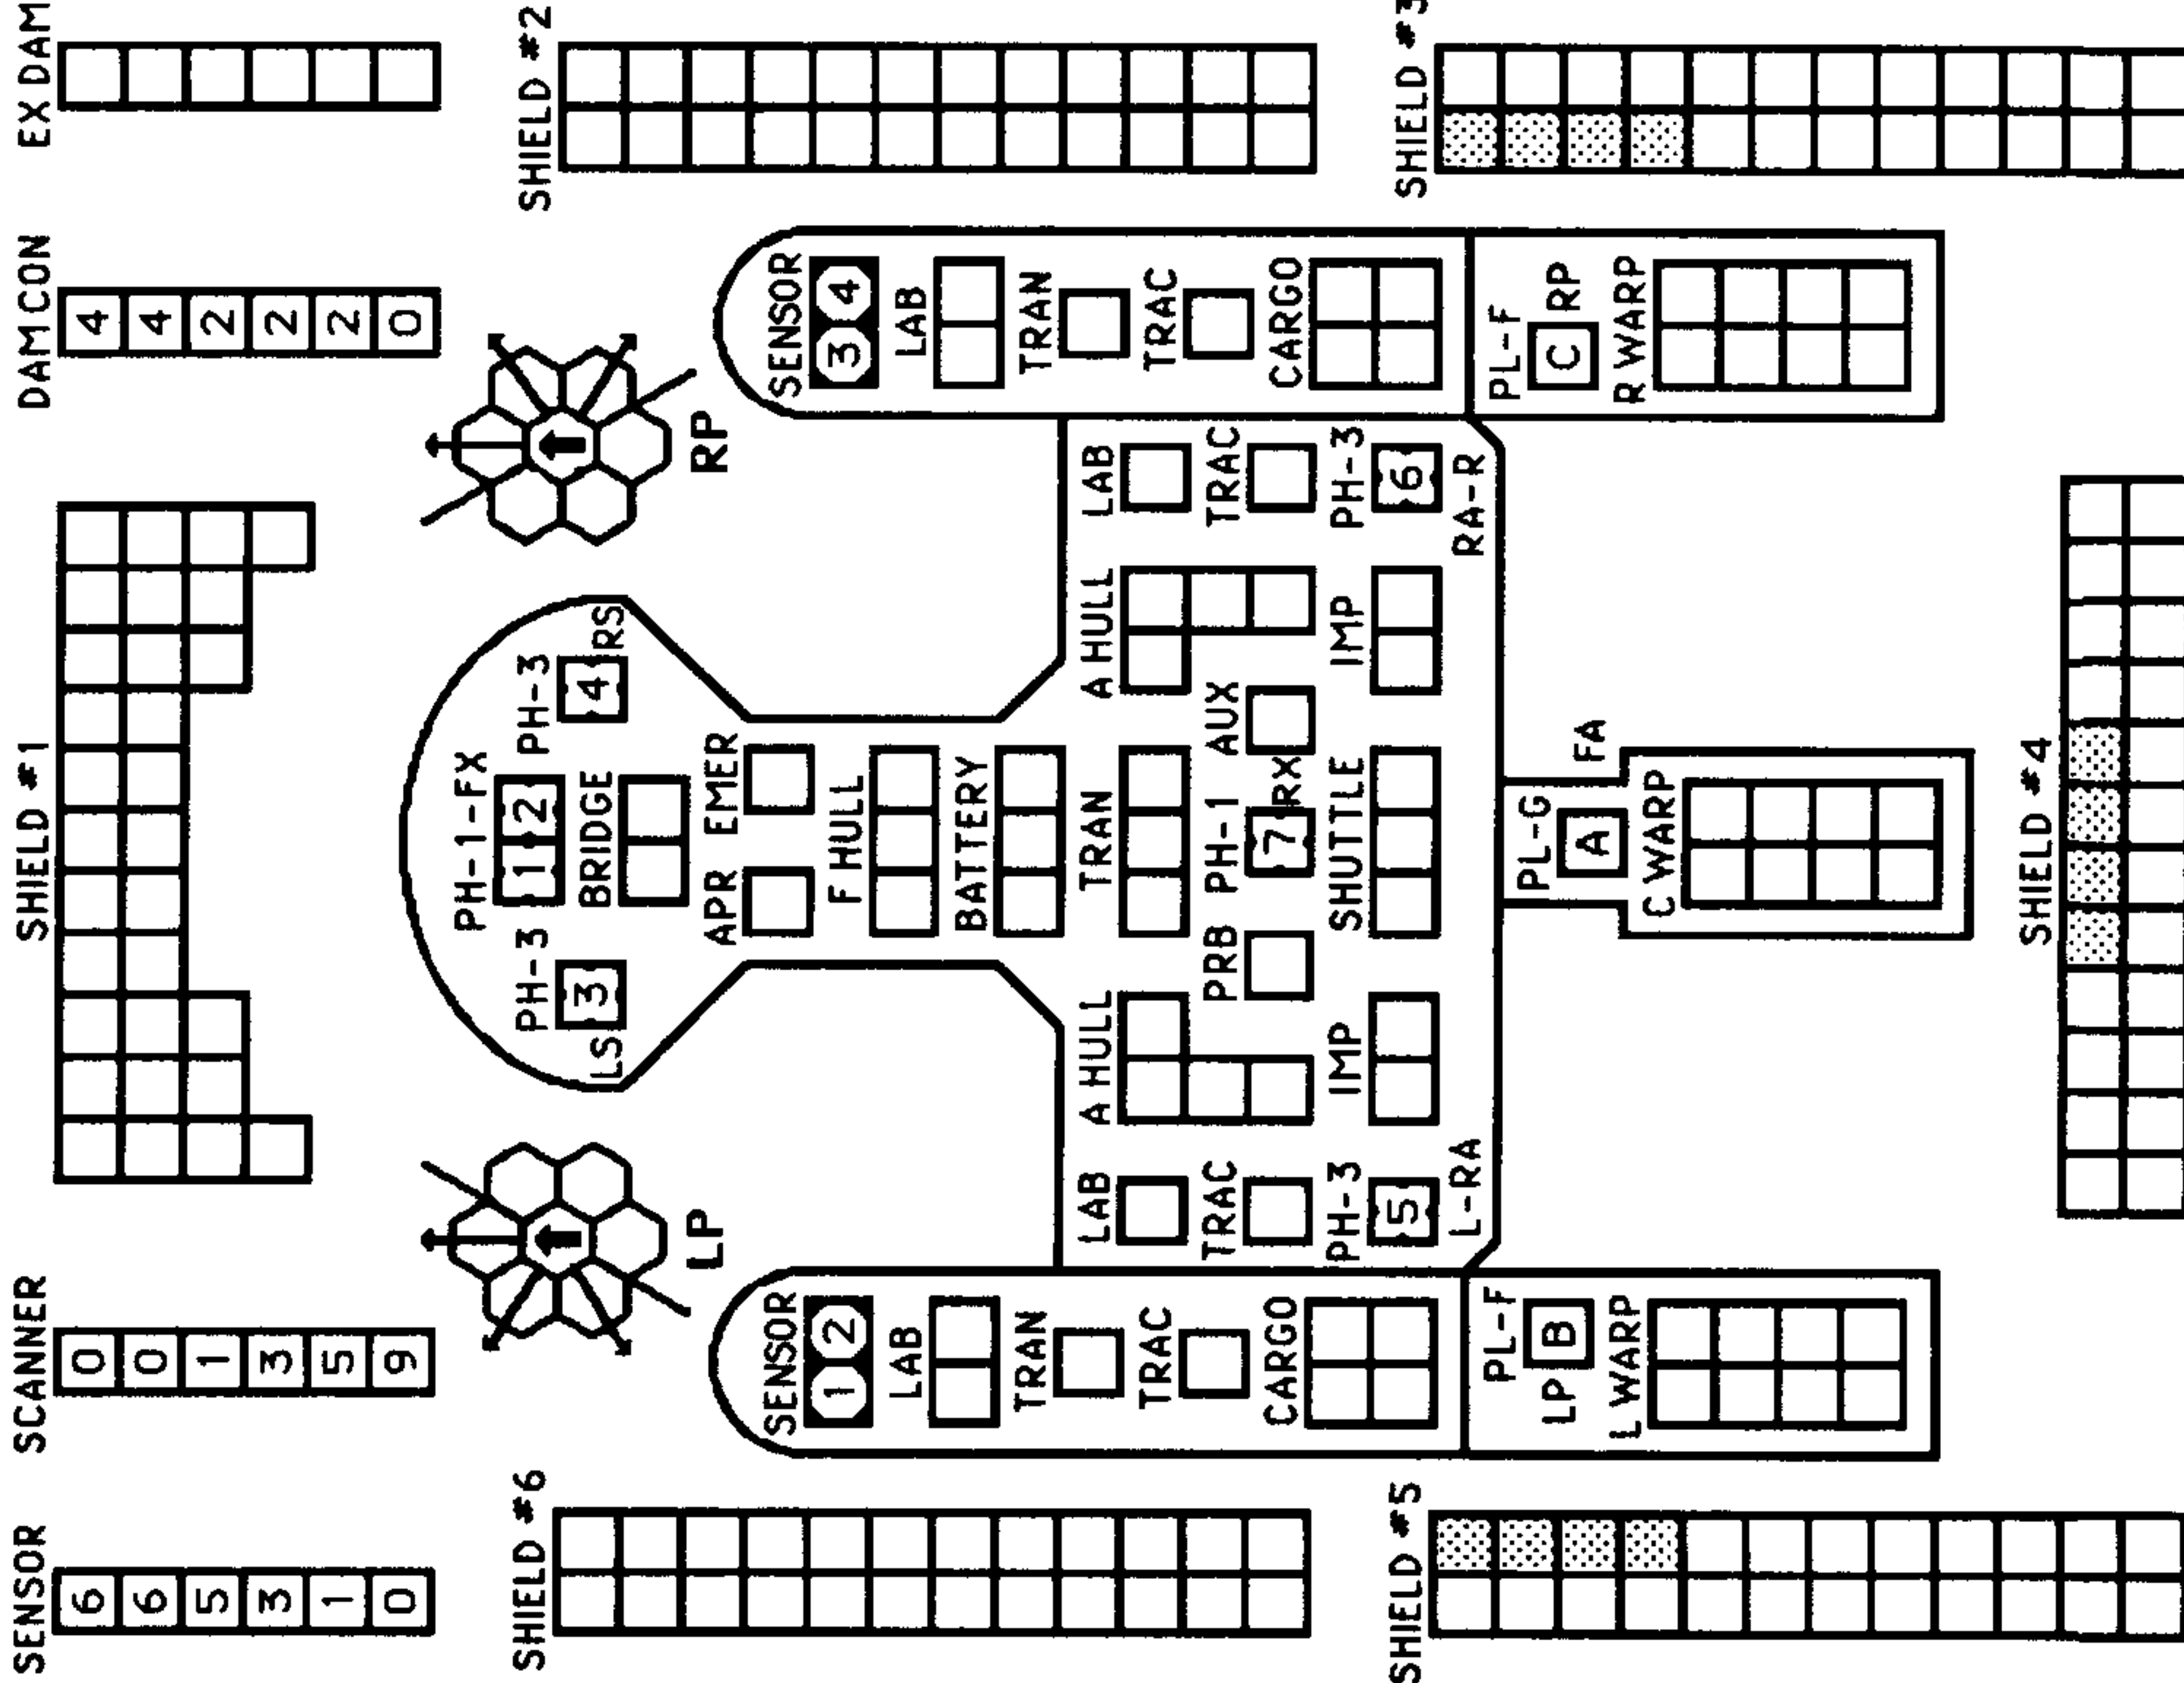 SENSOR
6
6
5
3
1
0
SCANNER
0
0
1
3
5
9
SHIELD #1
DAM CON
4
4
2
2
2
0
EX DAM
LP
RP
PH-1-FX
1 2
PH-3
3
LS
PH-3
4
RS
BRIDGE
APR EMER
F HULL
BATTERY
TRAN
PRB PH-1 AUX
7 RX
SHUTTLE
SHIELD #6
SHIELD #2
SENSOR
1 2
LAB
TRAN
TRAC
CARGO
SENSOR
3 4
LAB
TRAN
TRAC
CARGO
LAB
TRAC
PH-3
5
L-RA
A HULL
IMP
A HULL
IMP
LAB
TRAC
PH-3
6
RA-R
PL-F
LP B
L WARP
PL-G
A FA
C WARP
PL-F
C RP
R WARP
SHIELD #5
SHIELD #4
SHIELD #3